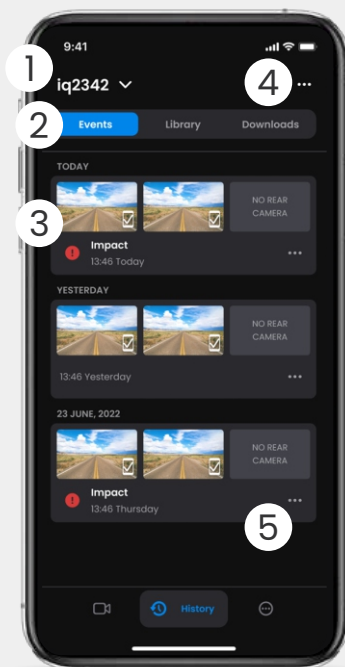 9:41
1
iq2342
4
2
Events Library Downloads
TODAY
NO REAR
CAMERA
3
Impact
13:46 Today
YESTERDAY
NO REAR
CAMERA
13:46 Yesterday
23 JUNE, 2022
NO REAR
CAMERA
Impact
13:46 Thursday
5
History